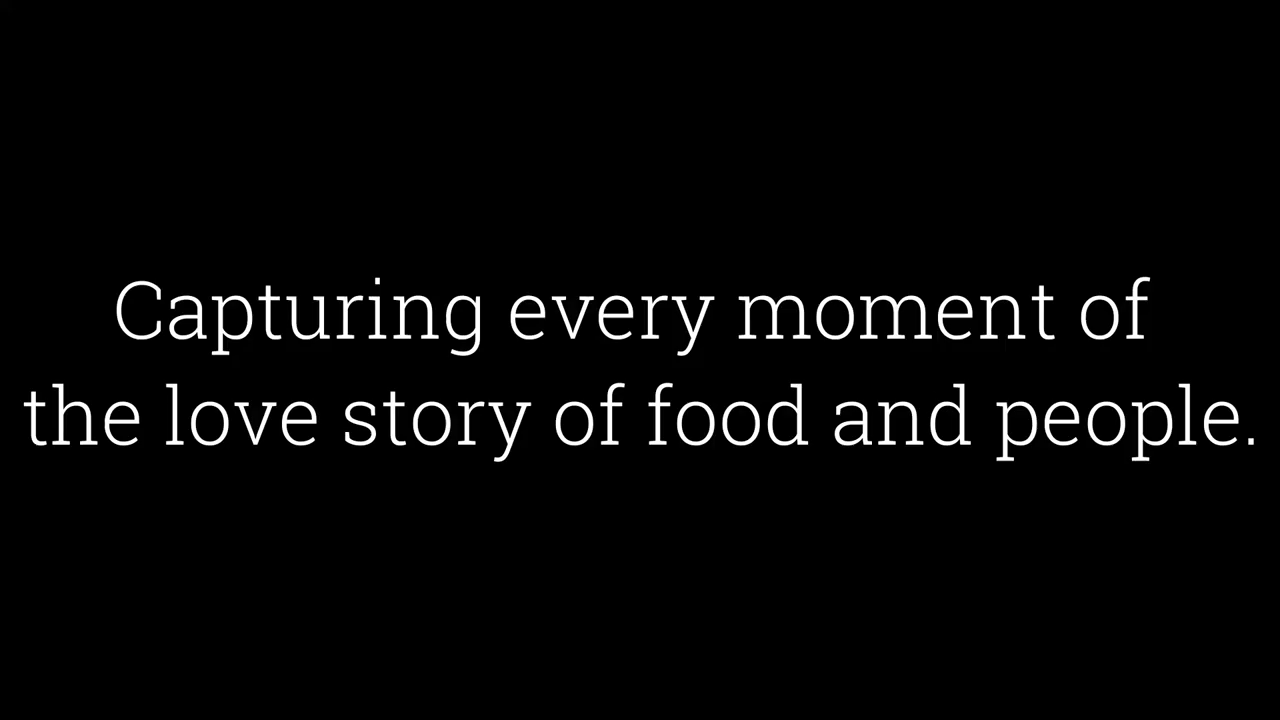 Capturing every moment of
the love story of food and people.